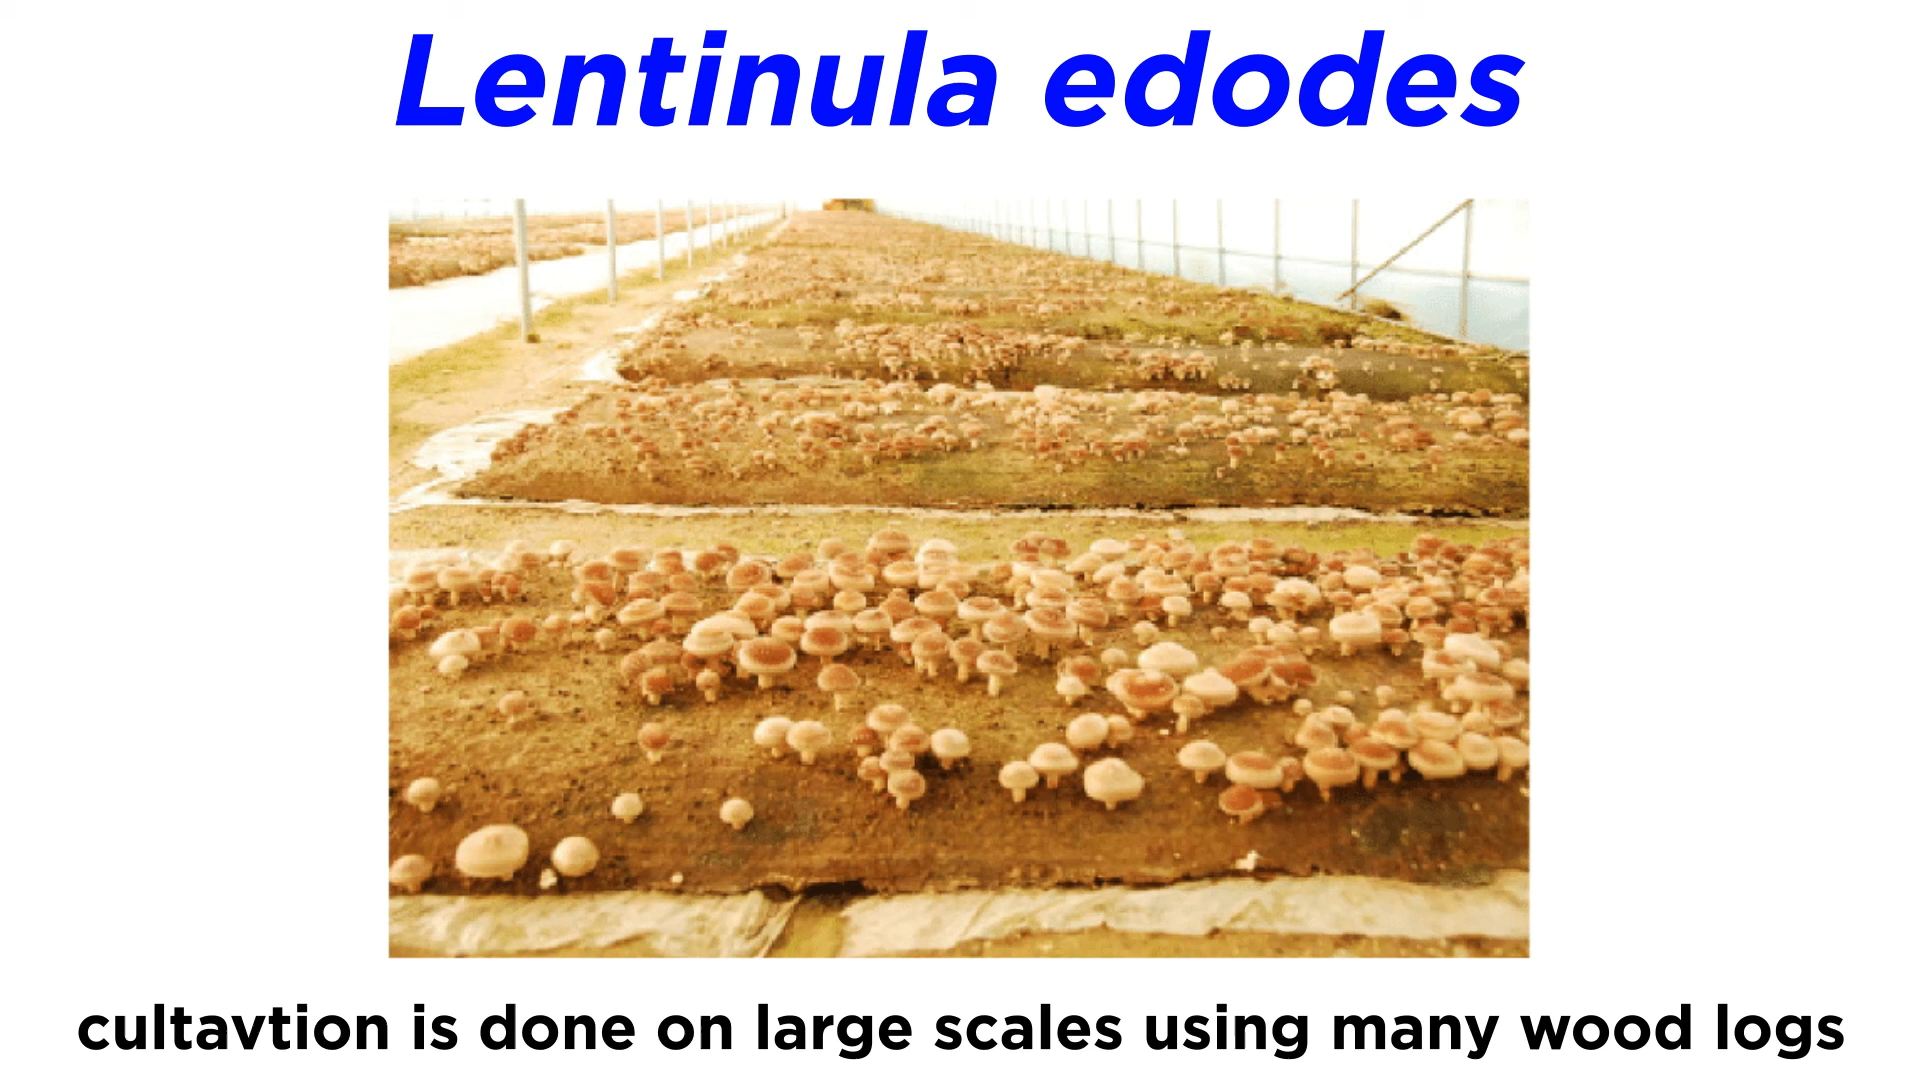 Lentinula edodes
cultavtion is done on large scales using many wood logs